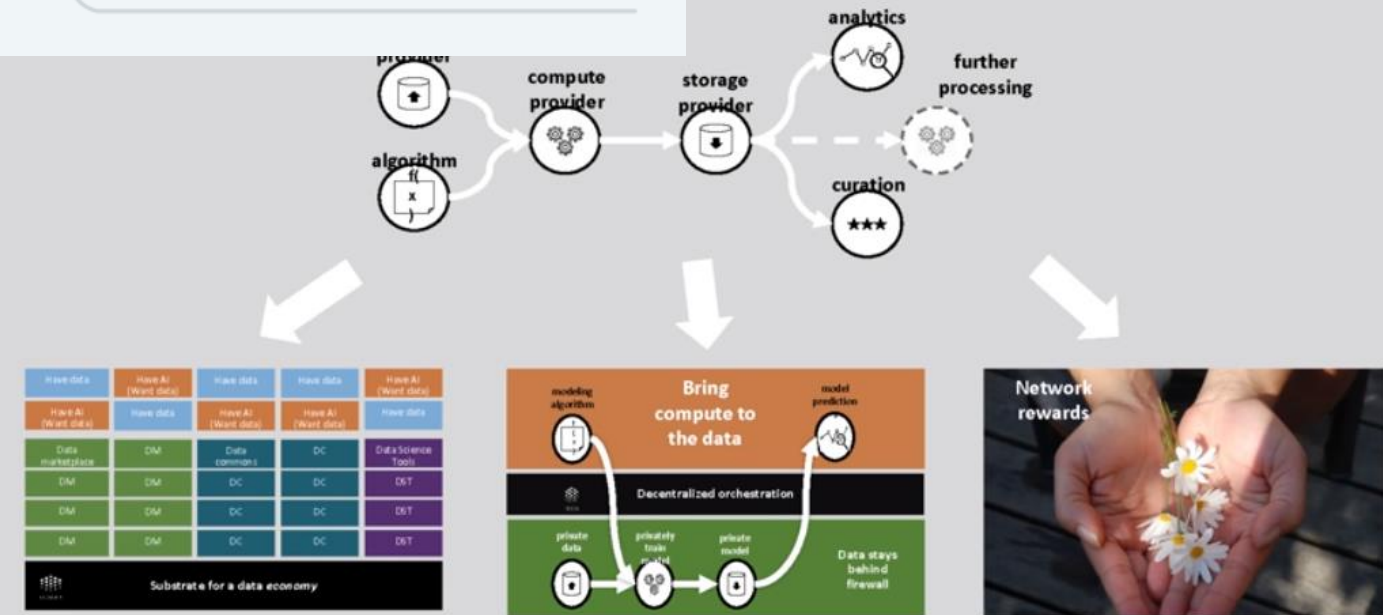 analytics
further
processing
provider
compute
provider
storage
provider
algorithm
f(
x
)
curation
Have data
Have AI
(Want data)
Have data
Have data
Have AI
(Want data)
Have AI
(Want data)
Have data
Have AI
(Want data)
Have AI
(Want data)
Have data
Data
marketplace
DM
Data
commons
DC
Data Science
Tools
DM
DM
DC
DC
DST
DM
DM
DC
DC
DST
DM
DM
DC
DC
DST
Substrate for a data economy
modeling
algorithm
Bring
compute to
the data
model
prediction
Decentralized orchestration
private
data
privately
train
model
private
model
Data stays
behind
firewall
Network
rewards